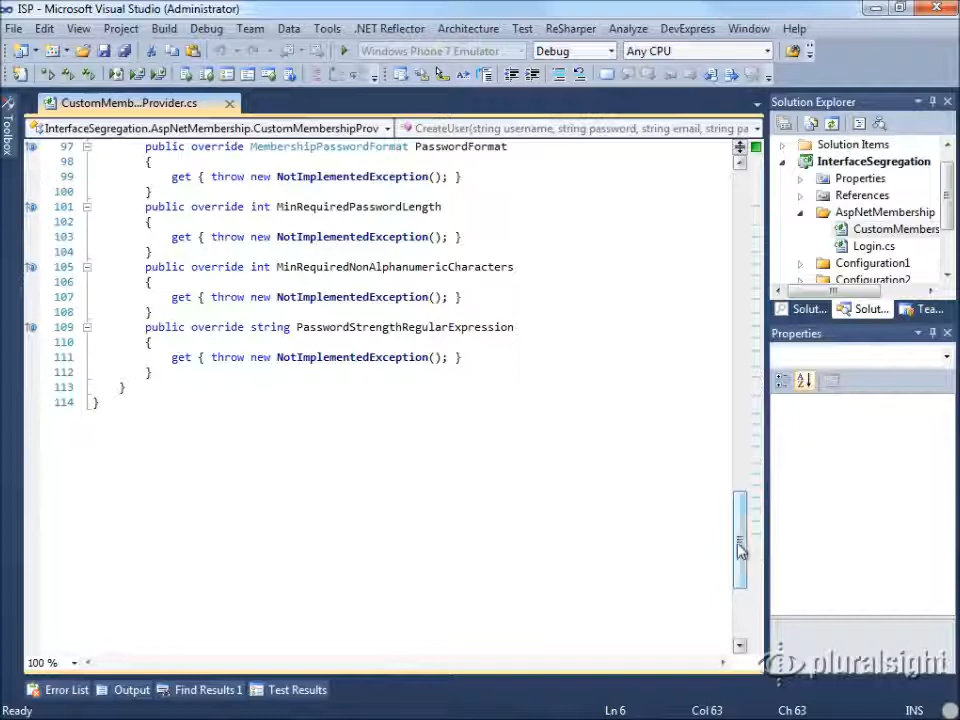 ISP - Microsoft Visual Studio (Administrator)
File Edit View Project Build Debug Team Data Tools .NET Reflector Architecture Test ReSharper Analyze DevExpress Window Help
Windows Phone 7 Emulator Debug Any CPU
Toolbox
CustomMemb...Provider.cs
InterfaceSegregation.AspNetMembership.CustomMembershipProv
CreateUser(string username, string password, string email, string pa
97 public override MembershipPasswordFormat PasswordFormat
98 {
99 get { throw new NotImplementedException(); }
100 }
101 public override int MinRequiredPasswordLength
102 {
103 get { throw new NotImplementedException(); }
104 }
105 public override int MinRequiredNonAlphanumericCharacters
106 {
107 get { throw new NotImplementedException(); }
108 }
109 public override string PasswordStrengthRegularExpression
110 {
111 get { throw new NotImplementedException(); }
112 }
113 }
114 }
100 %
Solution Explorer
Solution Items
InterfaceSegregation
Properties
References
AspNetMembership
CustomMembers
Login.cs
Configuration1
Configuration2
Solut... Solut... Tea...
Properties
pluralsight
Error List Output Find Results 1 Test Results
Ready Ln 6 Col 63 Ch 63 INS